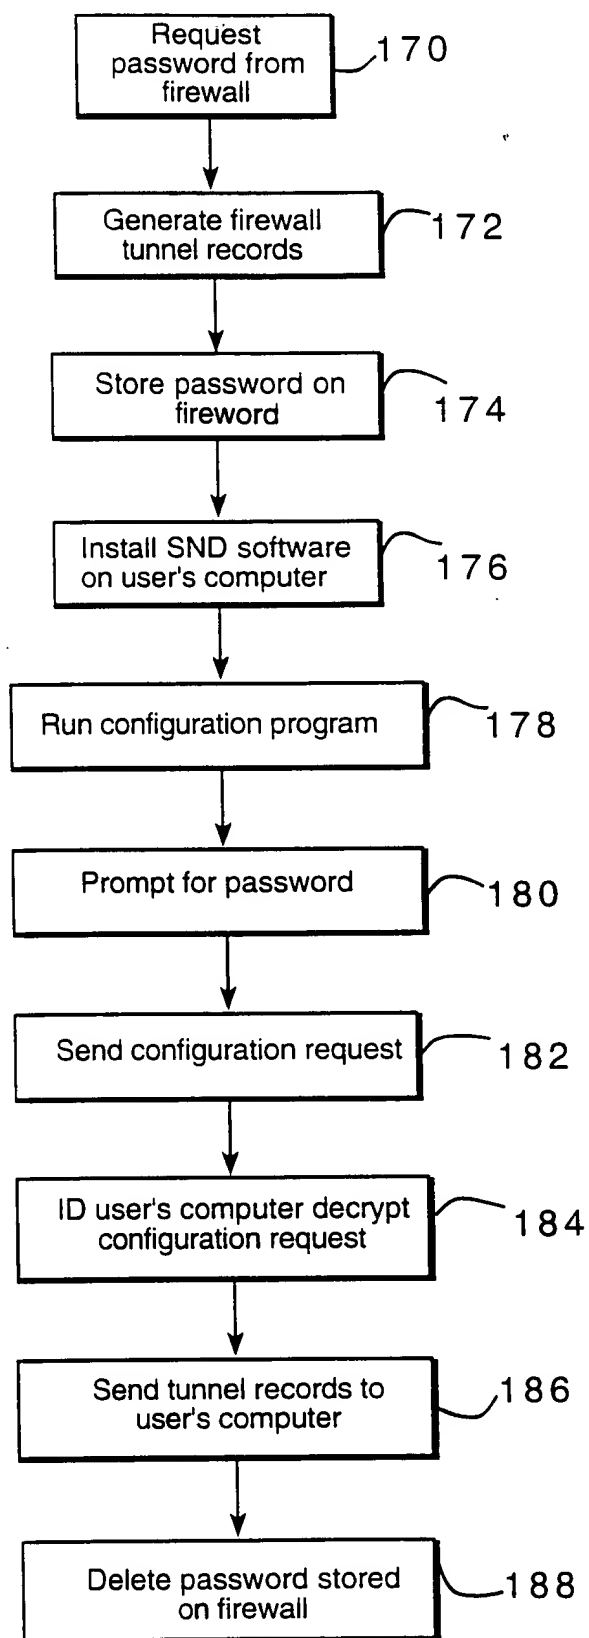 Request
password from
firewall
170
Generate firewall
tunnel records
172
Store password on
fireword
174
Install SND software
on user's computer
176
Run configuration program
178
Prompt for password
180
Send configuration request
182
ID user's computer decrypt
configuration request
184
Send tunnel records to
user's computer
186
Delete password stored
on firewall
188